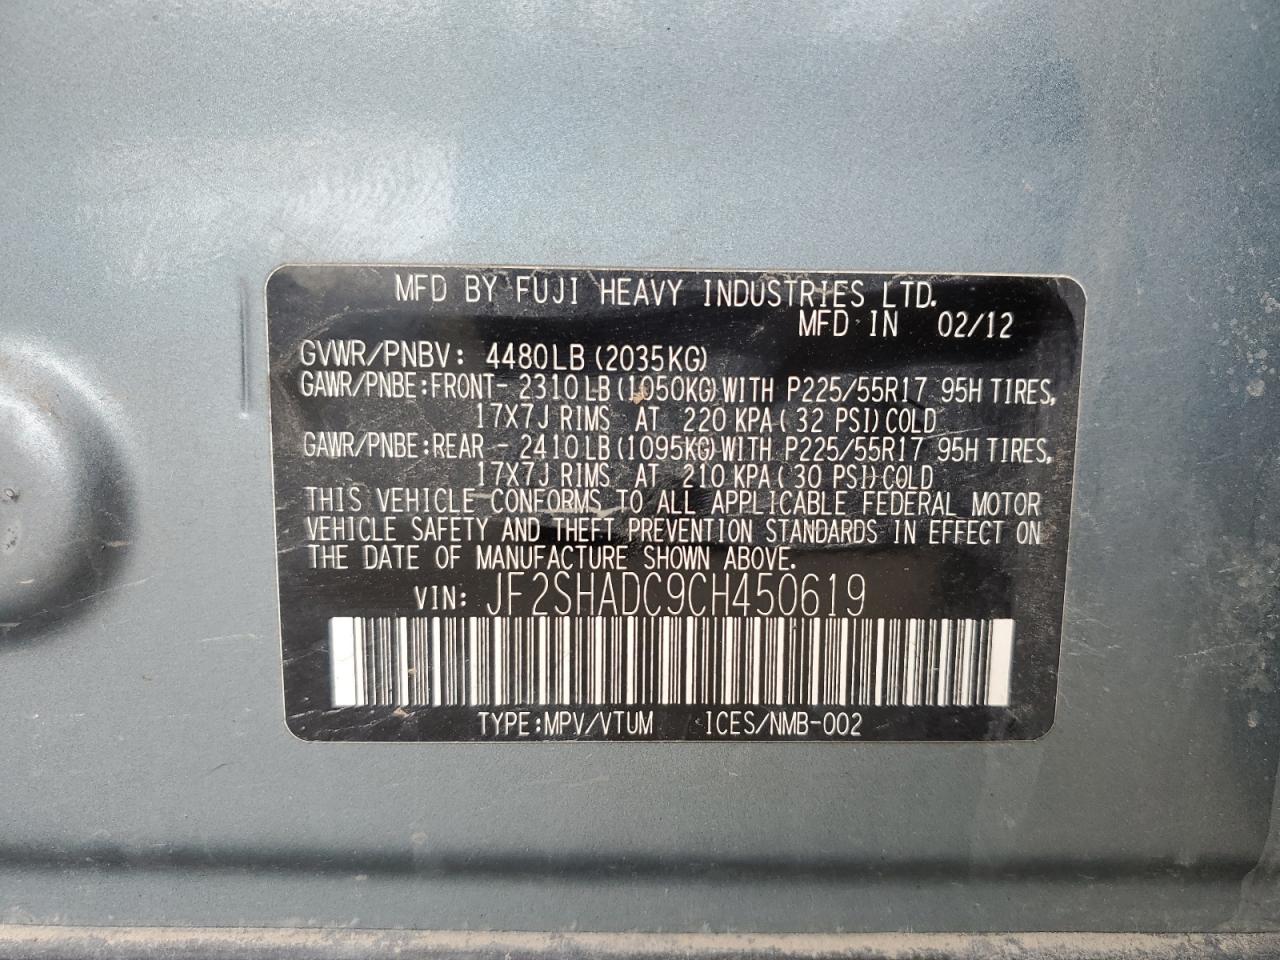 MFD BY FUJI HEAVY INDUSTRIES LTD.
MFD IN 02/12
GVWR/PNBV: 4480LB (2035KG)
GAWR/PNBE:FRONT- 2310LB(1050KG)WITH P225/55R17 95H TIRES,
17X7J RIMS AT 220 KPA( 32 PSI)COLD
GAWR/PNBE:REAR - 2410LB(1095KG)WITH P225/55R17 95H TIRES,
17X7J RIMS AT 210 KPA( 30 PSI)COLD
THIS VEHICLE CONFORMS TO ALL APPLICABLE FEDERAL MOTOR
VEHICLE SAFETY AND THEFT PREVENTION STANDARDS IN EFFECT ON
THE DATE OF MANUFACTURE SHOWN ABOVE.
VIN: JF2SHADC9CH450619
TYPE:MPV/VTUM ICES/NMB-002